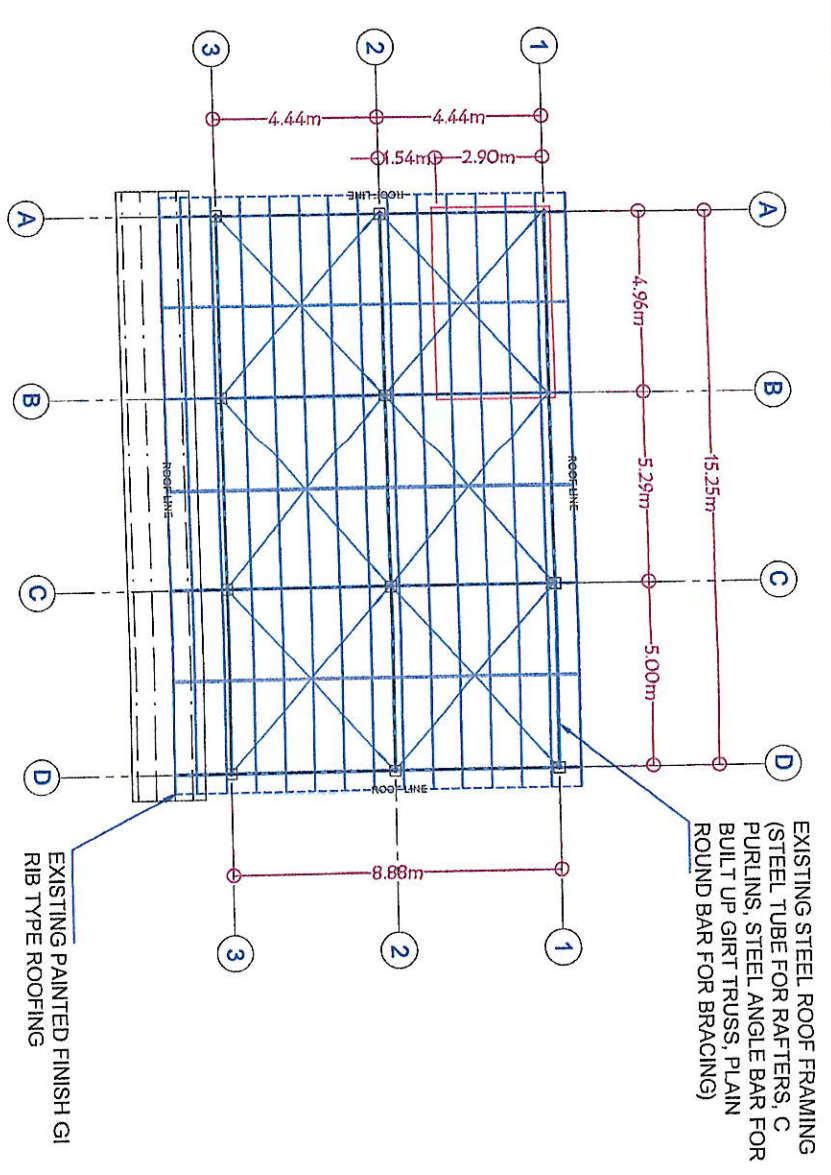 3
2
1
4.44m
4.44m
1.54m
2.90m
ROOF LINE
A
A
4.96m
15.25m
B
B
5.29m
ROOF LINE
ROOF LINE
C
C
5.00m
D
D
ROOF LINE
8.88m
3
2
1
EXISTING STEEL ROOF FRAMING
(STEEL TUBE FOR RAFTERS, C
PURLINS, STEEL ANGLE BAR FOR
BUILT UP GIRT TRUSS, PLAIN
ROUND BAR FOR BRACING)
EXISTING PAINTED FINISH GI
RIB TYPE ROOFING